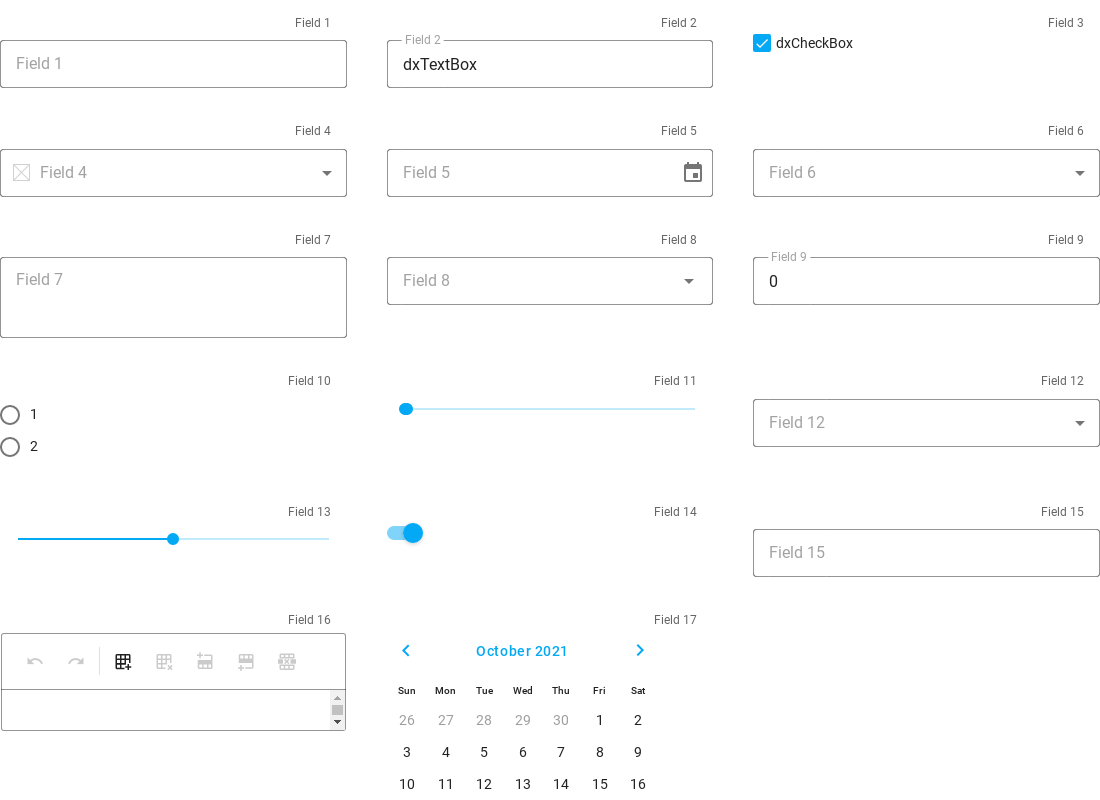 Field 1
Field 1
Field 2
Field 2
dxTextBox
Field 3
dxCheckBox
Field 4
Field 4
Field 5
Field 5
Field 6
Field 6
Field 7
Field 7
Field 8
Field 8
Field 9
Field 9
0
Field 10
1
2
Field 11
Field 12
Field 12
Field 13
Field 14
Field 15
Field 15
Field 16
Field 17
October 2021
Sun Mon Tue Wed Thu Fri Sat
26 27 28 29 30 1 2
3 4 5 6 7 8 9
10 11 12 13 14 15 16